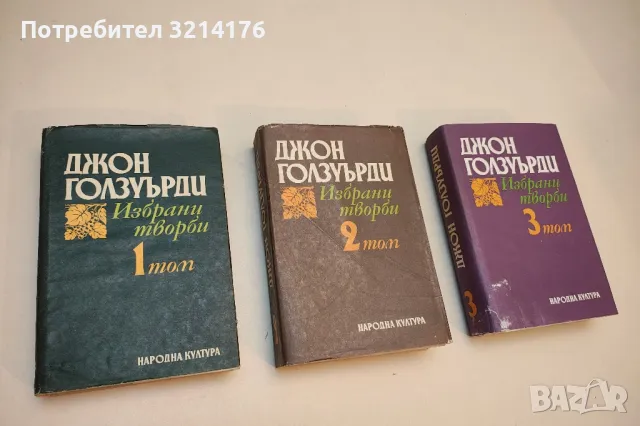 Потребител 3214176
ДЖОН
ГОЛЗУЪРДИ
Избрани
творби
1 том
НАРОДНА КУЛТУРА
ДЖОН
ГОЛЗУЪРДИ
Избрани
творби
2 том
НАРОДНА КУЛТУРА
ДЖОН ГОЛЗУЪРДИ
3
ДЖОН
ГОЛЗУЪРДИ
Избрани
творби
3 том
НАРОДНА КУЛТУРА
BAZAR